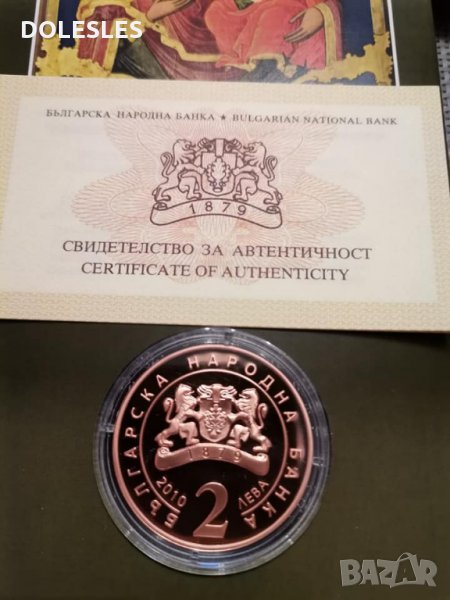 DOLESLES
БЪЛГАРСКА НАРОДНА БАНКА ★ BULGARIAN NATIONAL BANK
1879
СВИДЕТЕЛСТВО ЗА АВТЕНТИЧНОСТ
CERTIFICATE OF AUTHENTICITY
БЪЛГАРСКА НАРОДНА БАНКА
1879
2010 2 ЛЕВА
BAZAR